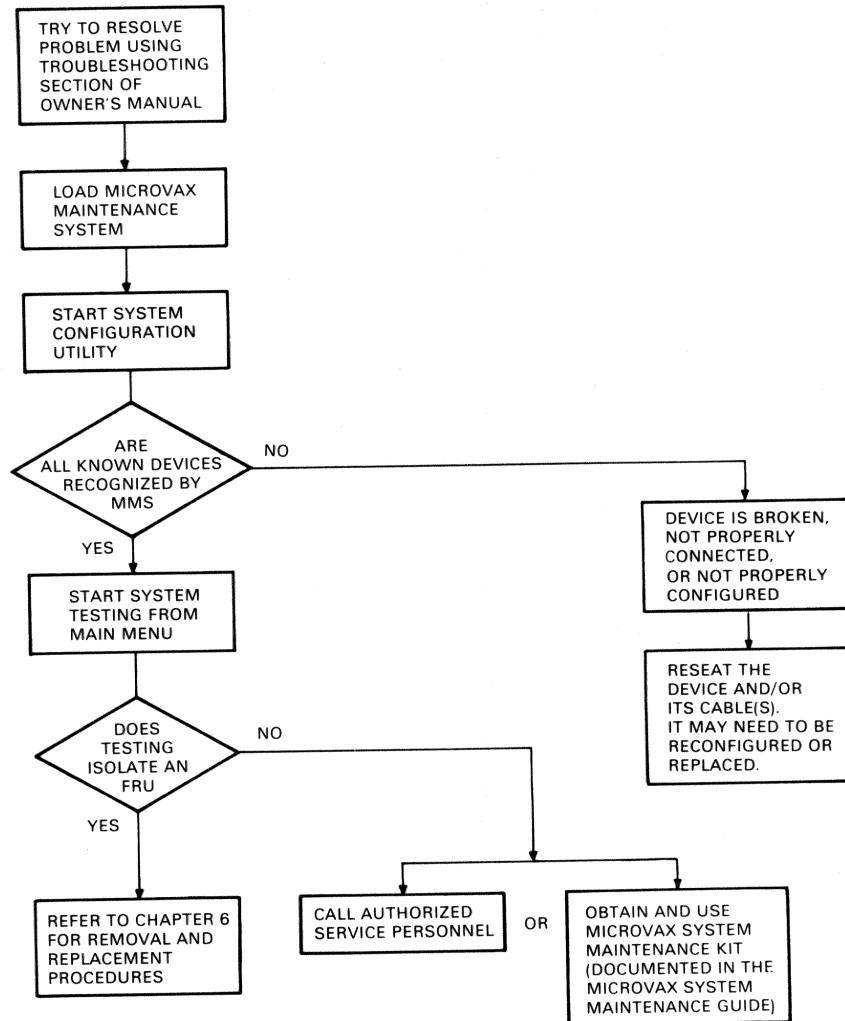 TRY TO RESOLVE
PROBLEM USING
TROUBLESHOOTING
SECTION OF
OWNER'S MANUAL
LOAD MICROVAX
MAINTENANCE
SYSTEM
START SYSTEM
CONFIGURATION
UTILITY
ARE
ALL KNOWN DEVICES
RECOGNIZED BY
MMS
NO
YES
DEVICE IS BROKEN,
NOT PROPERLY
CONNECTED,
OR NOT PROPERLY
CONFIGURED
START SYSTEM
TESTING FROM
MAIN MENU
RESEAT THE
DEVICE AND/OR
ITS CABLE(S).
IT MAY NEED TO BE
RECONFIGURED OR
REPLACED.
DOES
TESTING
ISOLATE AN
FRU
NO
YES
REFER TO CHAPTER 6
FOR REMOVAL AND
REPLACEMENT
PROCEDURES
CALL AUTHORIZED
SERVICE PERSONNEL
OR
OBTAIN AND USE
MICROVAX SYSTEM
MAINTENANCE KIT
(DOCUMENTED IN THE
MICROVAX SYSTEM
MAINTENANCE GUIDE)